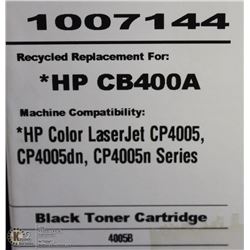 1007144
Recycled Replacement For:
*HP CB400A
Machine Compatibility:
*HP Color LaserJet CP4005,
CP4005dn, CP4005n Series
Black Toner Cartridge
4005B